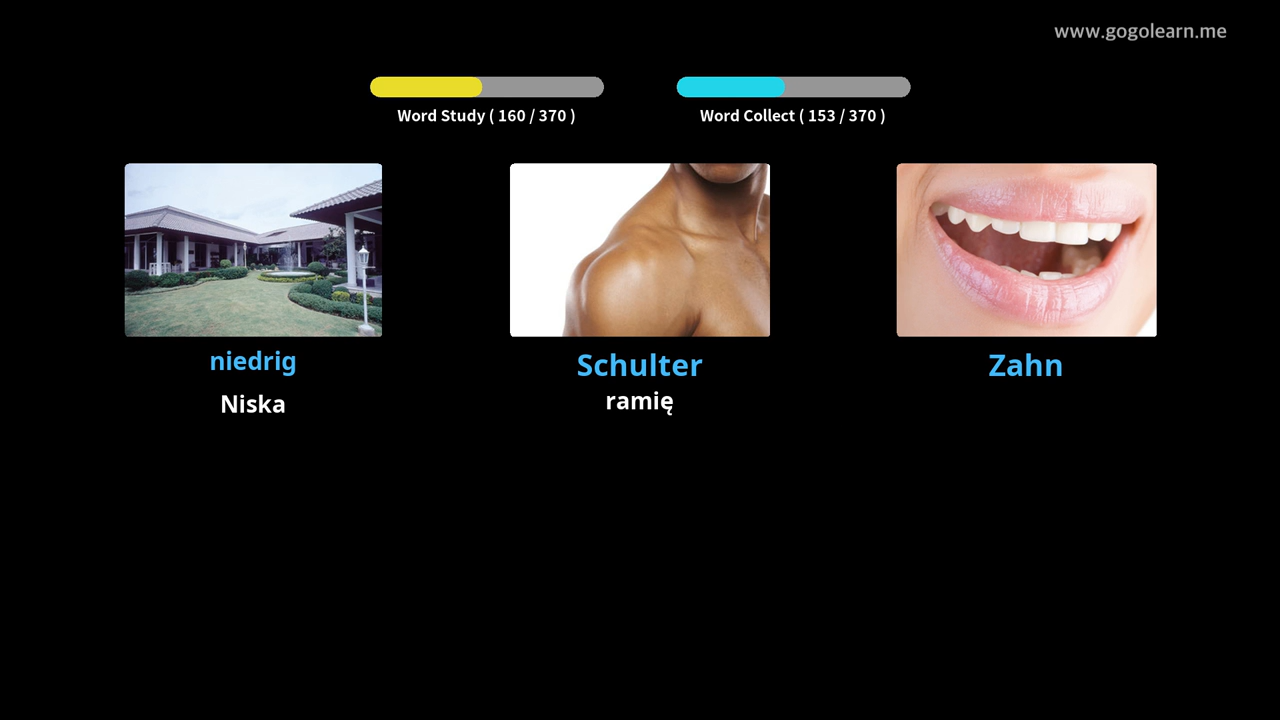 www.gogolearn.me
Word Study ( 160 / 370 )
Word Collect ( 153 / 370 )
niedrig
Niska
Schulter
ramię
Zahn